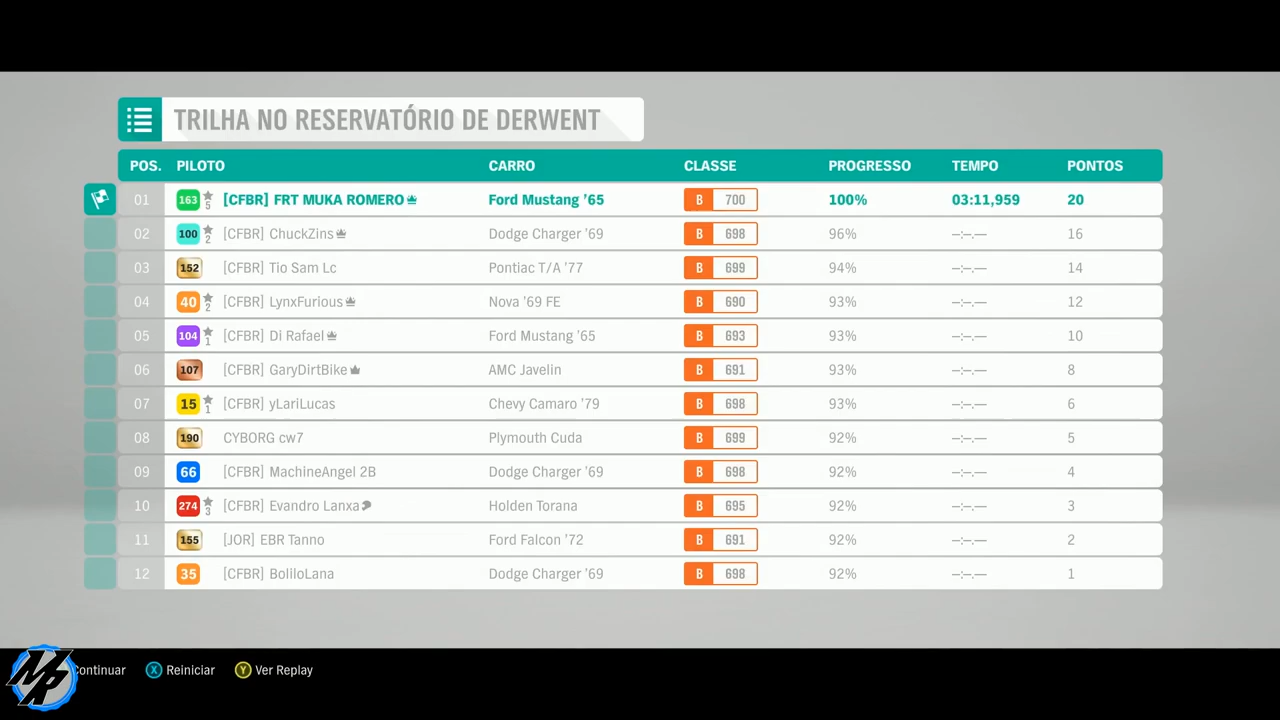 TRILHA NO RESERVATÓRIO DE DERWENT
POS. PILOTO CARRO CLASSE PROGRESSO TEMPO PONTOS
01 163 5 [CFBR] FRT MUKA ROMERO Ford Mustang '65 B 700 100% 03:11,959 20
02 100 2 [CFBR] ChuckZins Dodge Charger '69 B 698 96% --:--.--- 16
03 152 [CFBR] Tio Sam Lc Pontiac T/A '77 B 699 94% --:--.--- 14
04 40 2 [CFBR] LynxFurious Nova '69 FE B 690 93% --:--.--- 12
05 104 1 [CFBR] Di Rafael Ford Mustang '65 B 693 93% --:--.--- 10
06 107 [CFBR] GaryDirtBike AMC Javelin B 691 93% --:--.--- 8
07 15 1 [CFBR] yLariLucas Chevy Camaro '79 B 698 93% --:--.--- 6
08 190 CYBORG cw7 Plymouth Cuda B 699 92% --:--.--- 5
09 66 [CFBR] MachineAngel 2B Dodge Charger '69 B 698 92% --:--.--- 4
10 274 3 [CFBR] Evandro Lanxa Holden Torana B 695 92% --:--.--- 3
11 155 [JOR] EBR Tanno Ford Falcon '72 B 691 92% --:--.--- 2
12 35 [CFBR] BoliloLana Dodge Charger '69 B 698 92% --:--.--- 1
MP Continuar X Reiniciar Y Ver Replay